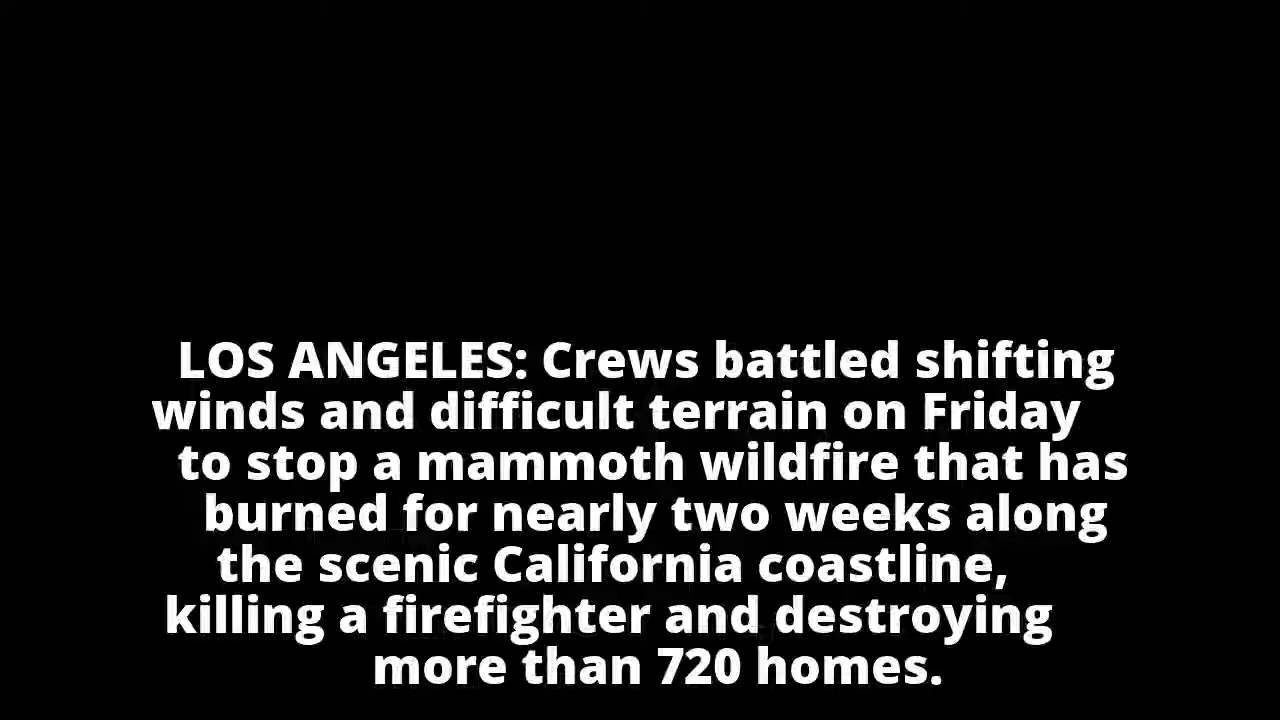 LOS ANGELES: Crews battled shifting
winds and difficult terrain on Friday
to stop a mammoth wildfire that has
burned for nearly two weeks along
the scenic California coastline,
killing a firefighter and destroying
more than 720 homes.